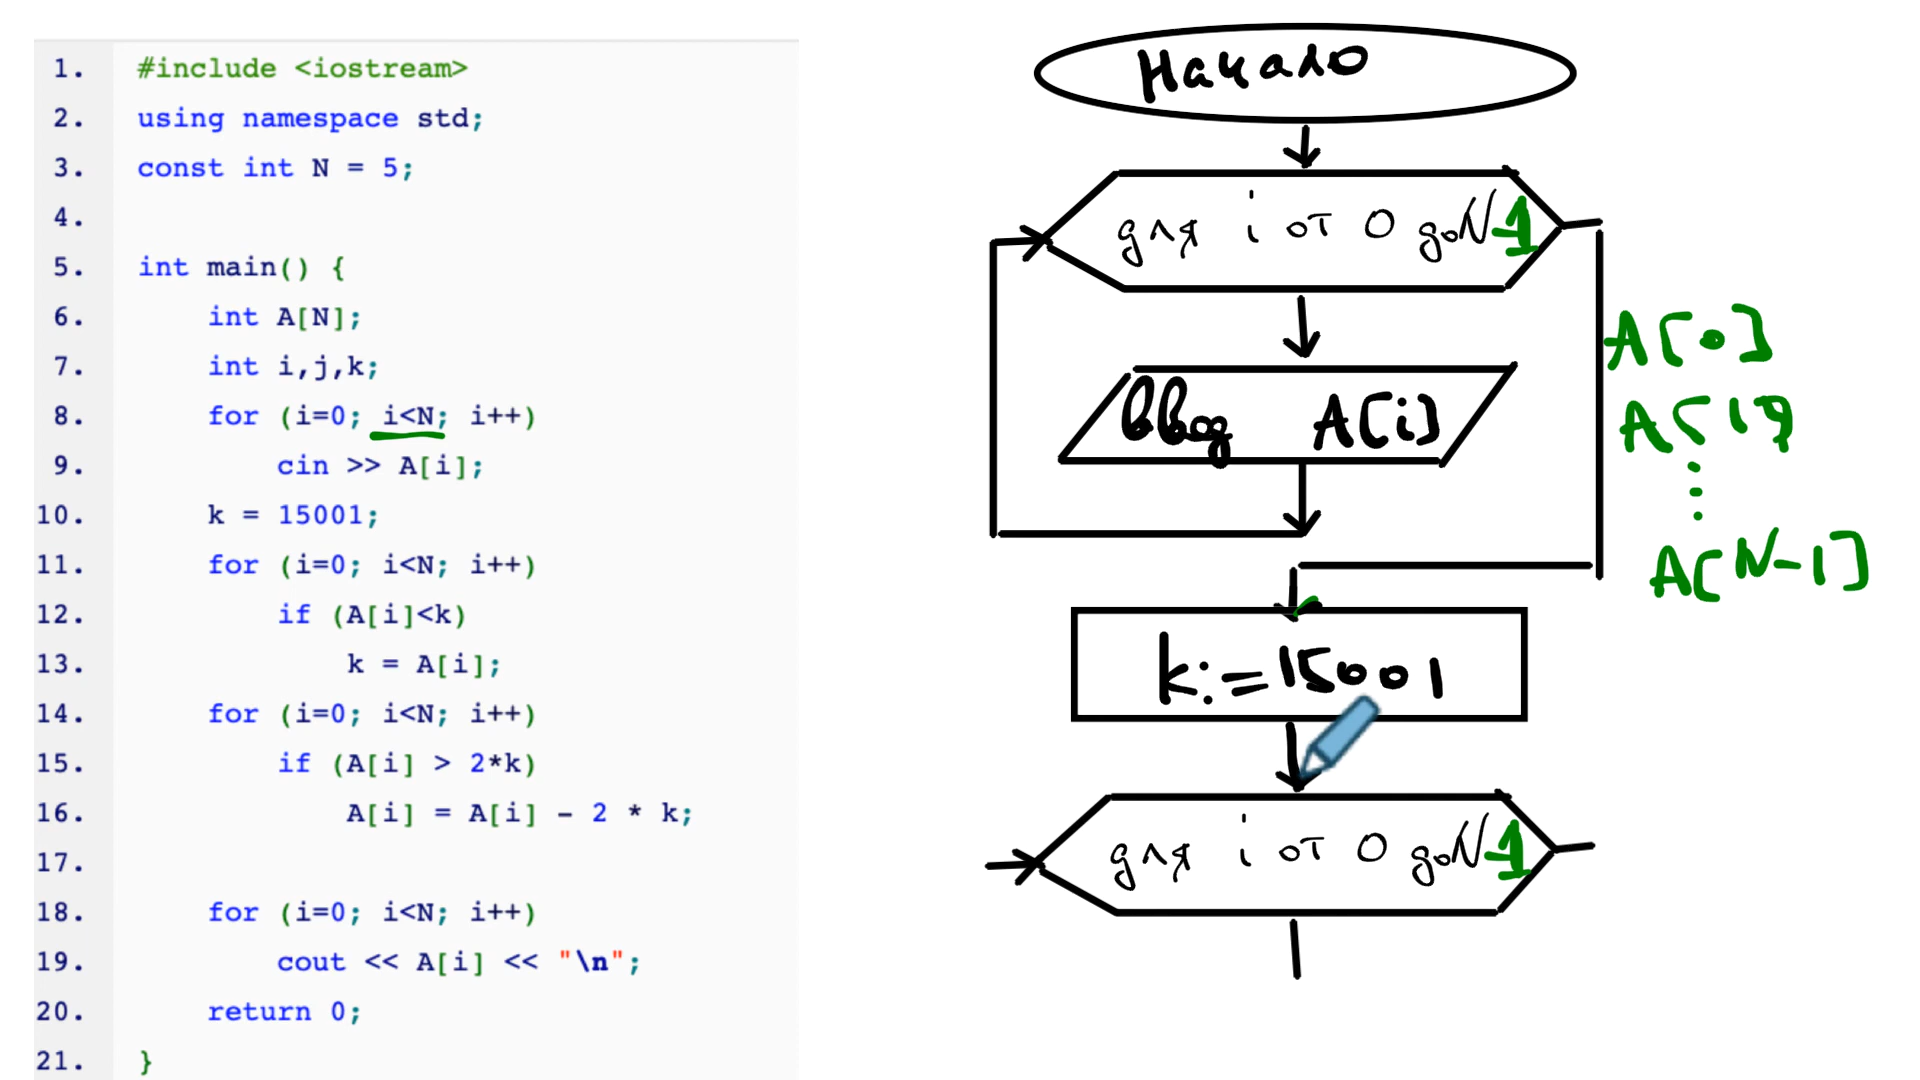 1. #include <iostream>
2. using namespace std;
3. const int N = 5;
4.
5. int main() {
6. int A[N];
7. int i,j,k;
8. for (i=0; i<N; i++)
9. cin >> A[i];
10. k = 15001;
11. for (i=0; i<N; i++)
12. if (A[i]<k)
13. k = A[i];
14. for (i=0; i<N; i++)
15. if (A[i] > 2*k)
16. A[i] = A[i] - 2 * k;
17.
18. for (i=0; i<N; i++)
19. cout << A[i] << "\n";
20. return 0;
21. }
Начало
для i от 0 до N-1
ввод A[i]
A[0]
A[1]
⋮
A[N-1]
k:=15001
для i от 0 до N-1